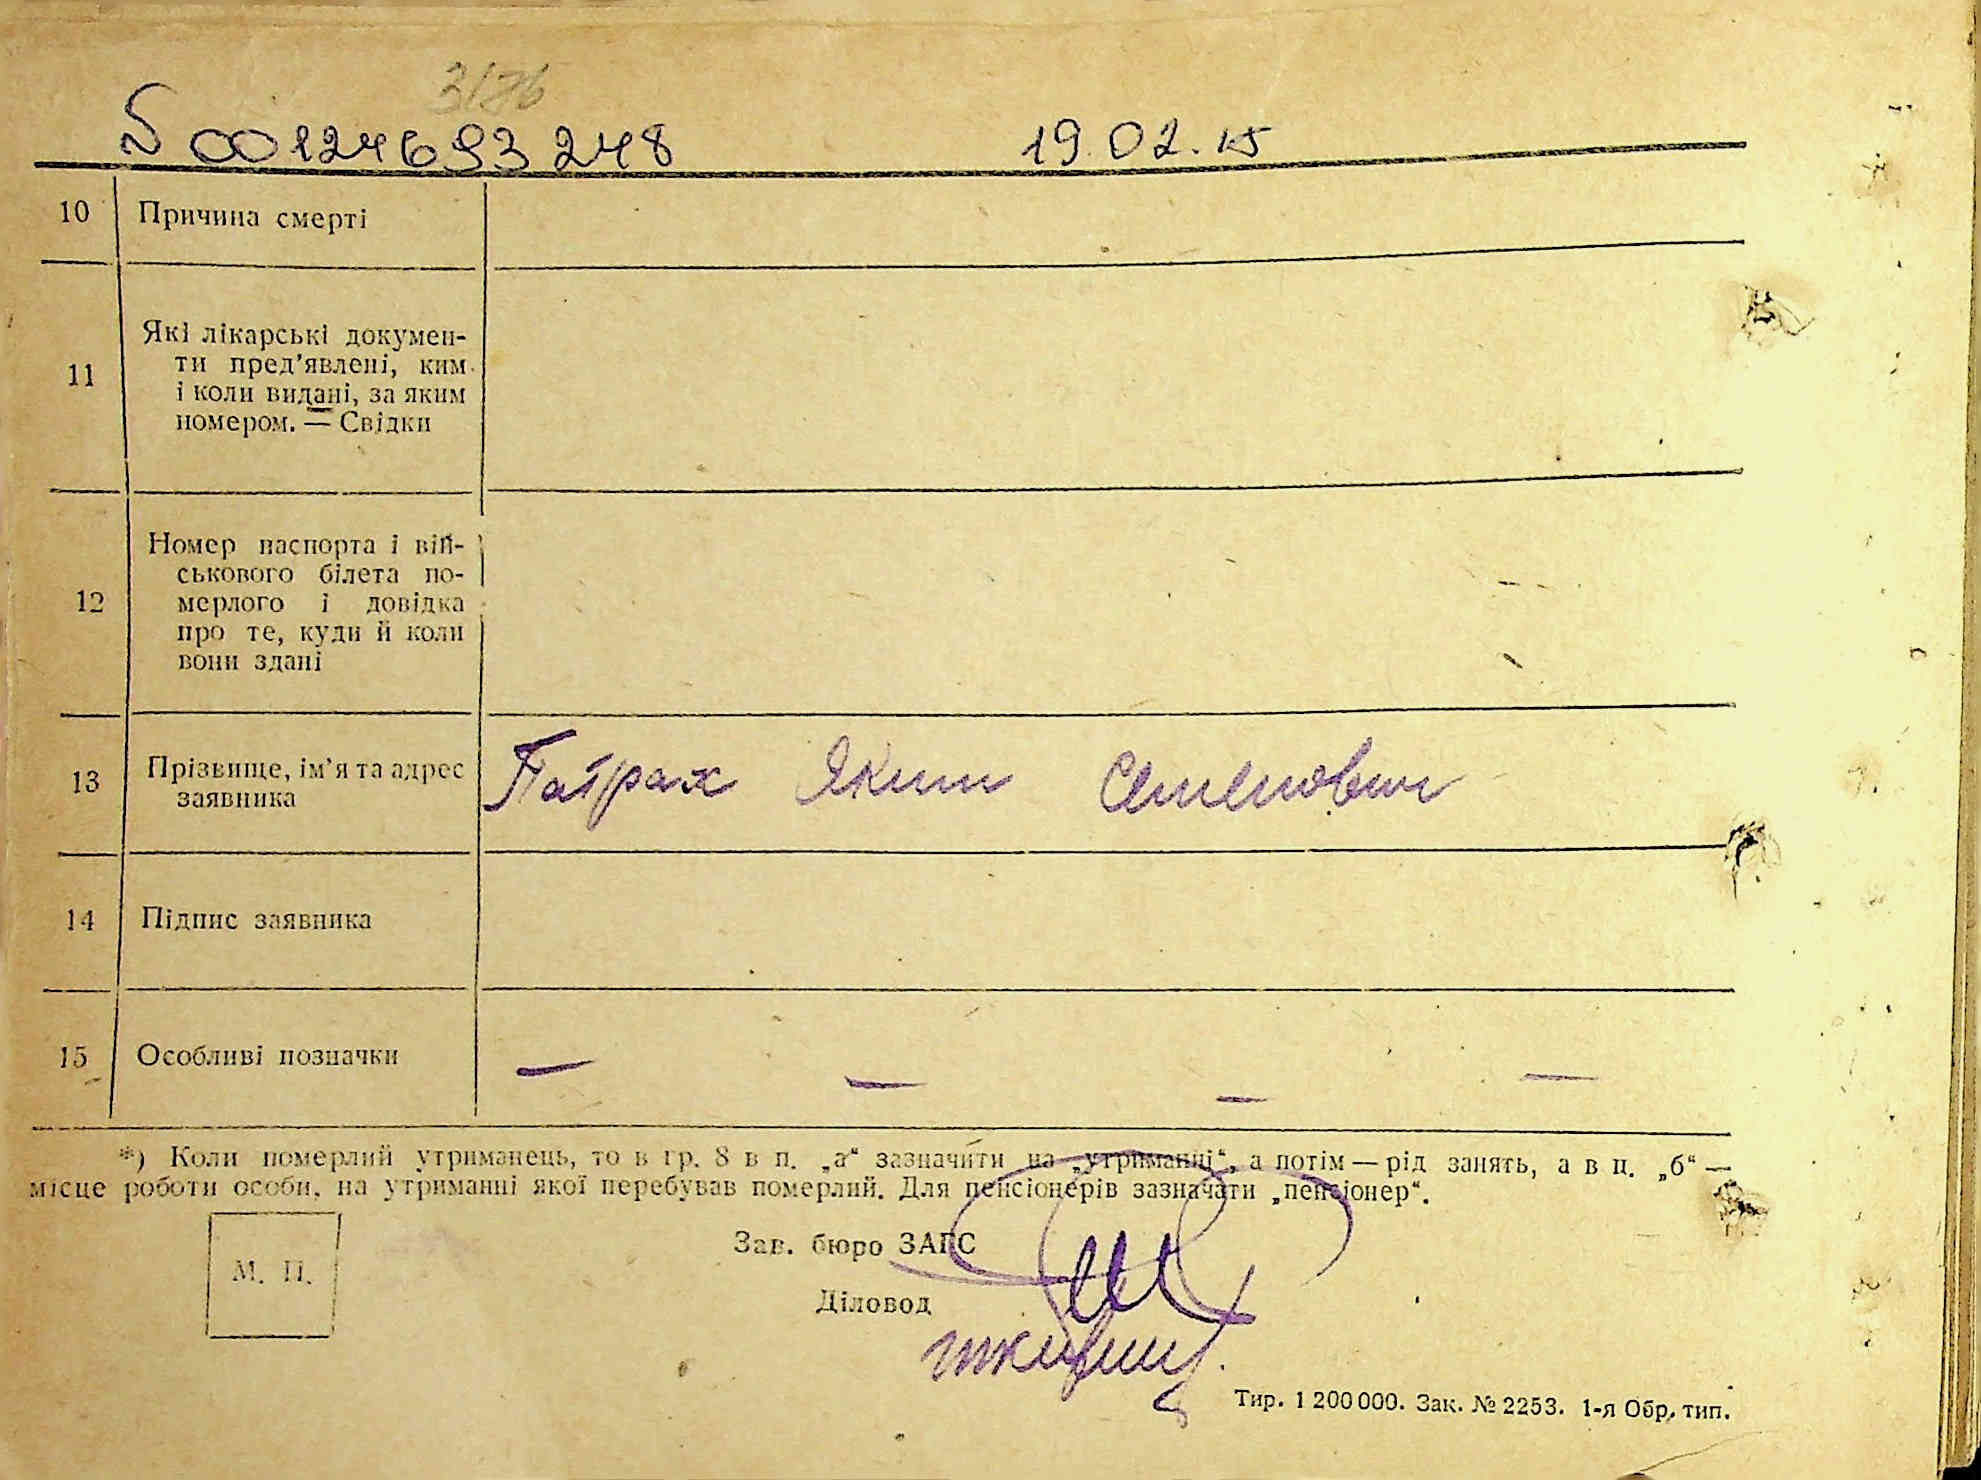 3176
N 00124693248 19.02.15
10 Причина смерті
11 Які лікарські докумен-
ти пред’явлені, ким
і коли видані, за яким
номером. — Свідки
12 Номер паспорта і вій-
ськового білета по-
мерлого і довідка
про те, куди й коли
вони здані
13 Прізвище, ім’я та адрес
заявника
Патрах Яким Семенович
14 Підпис заявника
15 Особливі позначки — — — —
*) Коли померлий утриманець, то в гр. 8 в п. „а“ зазначити на „утриманні“, а потім — рід занять, а в п. „б“ —
місце роботи особи, на утриманні якої перебував померлий. Для пенсіонерів зазначати „пенсіонер“.
М. П.
Зав. бюро ЗАГС
Діловод
Тир. 1 200 000. Зак. № 2253. 1-я Обр. тип.